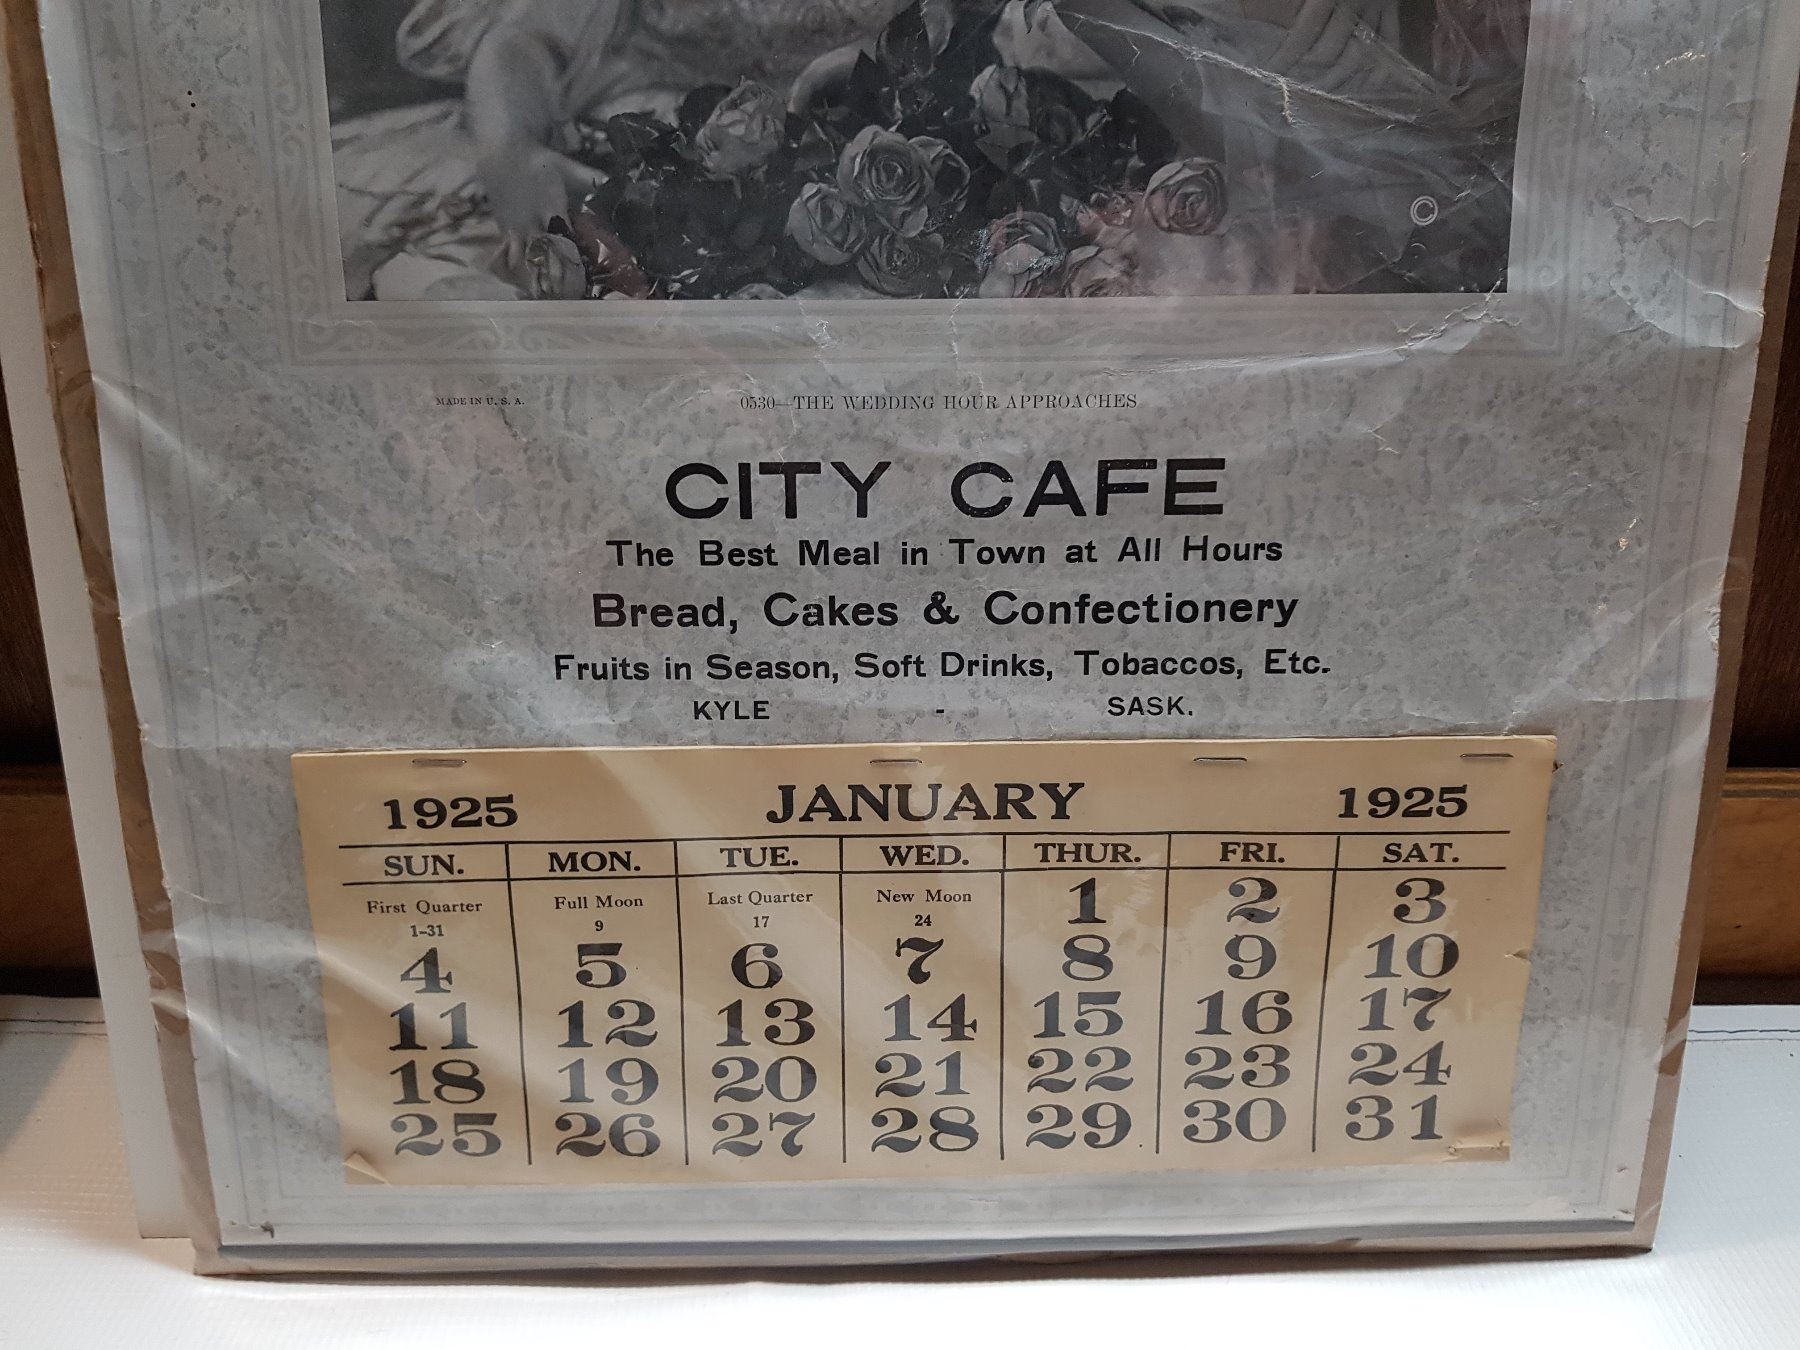 ©
MADE IN U. S. A.
0530—THE WEDDING HOUR APPROACHES
CITY CAFE
The Best Meal in Town at All Hours
Bread, Cakes & Confectionery
Fruits in Season, Soft Drinks, Tobaccos, Etc.
KYLE - SASK.
1925 JANUARY 1925
SUN. MON. TUE. WED. THUR. FRI. SAT.
First Quarter 1-31 Full Moon 9 Last Quarter 17 New Moon 24 1 2 3
4 5 6 7 8 9 10
11 12 13 14 15 16 17
18 19 20 21 22 23 24
25 26 27 28 29 30 31